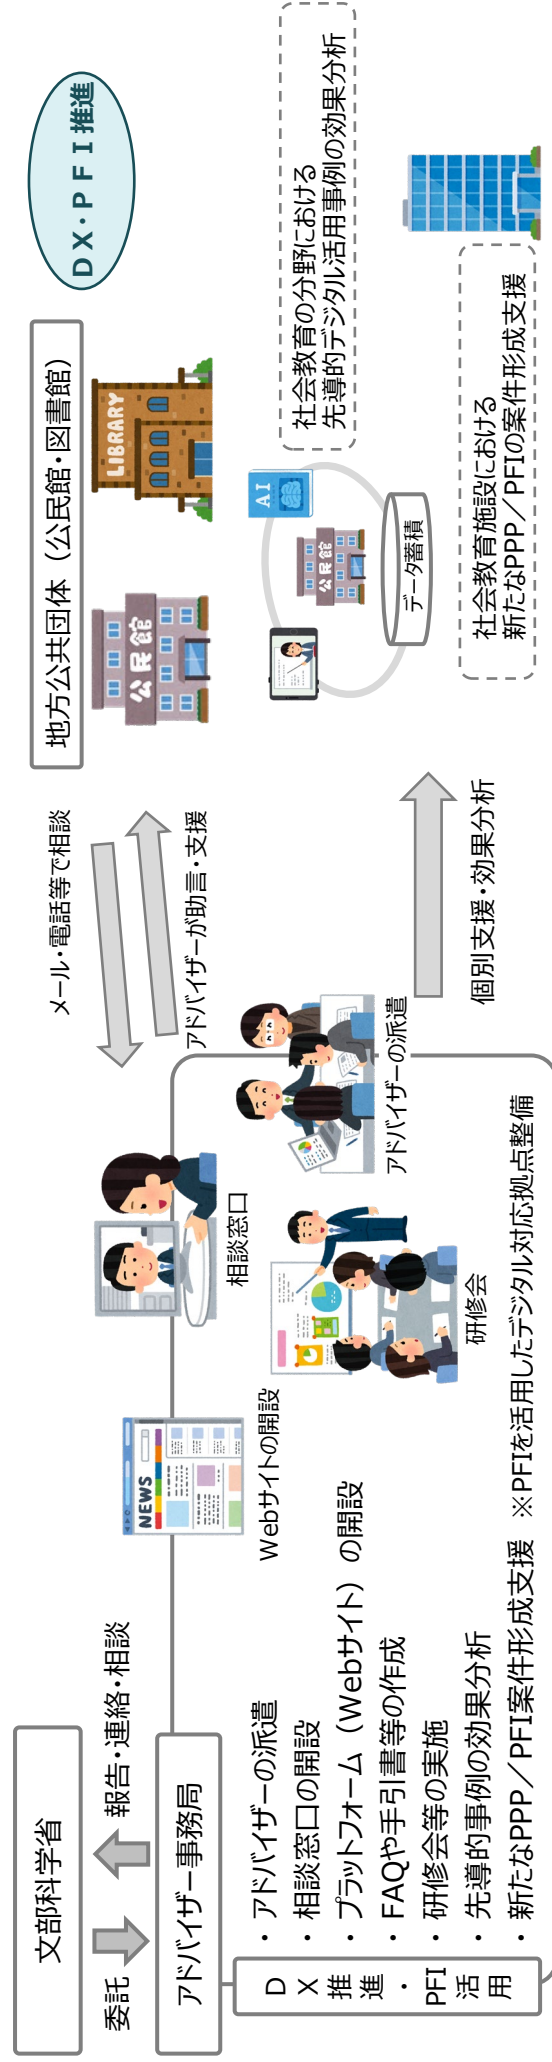 文部科学省
委託
報告・連絡・相談
アドバイザー事務局
DX推進・PFI活用
・アドバイザーの派遣
・相談窓口の開設
・プラットフォーム（Webサイト）の開設
・FAQや手引書等の作成
・研修会等の実施
・先導的事例の効果分析
・新たなPPP／PFI案件形成支援 ※PFIを活用したデジタル対応拠点整備
NEWS
Webサイトの開設
相談窓口
研修会
アドバイザーの派遣
メール・電話等で相談
アドバイザーが助言・支援
個別支援・効果分析
地方公共団体（公民館・図書館）
公民館
LIBRARY
DX・PFI推進
AI
公民館
データ蓄積
社会教育の分野における
先導的デジタル活用事例の効果分析
社会教育施設における
新たなPPP／PFIの案件形成支援